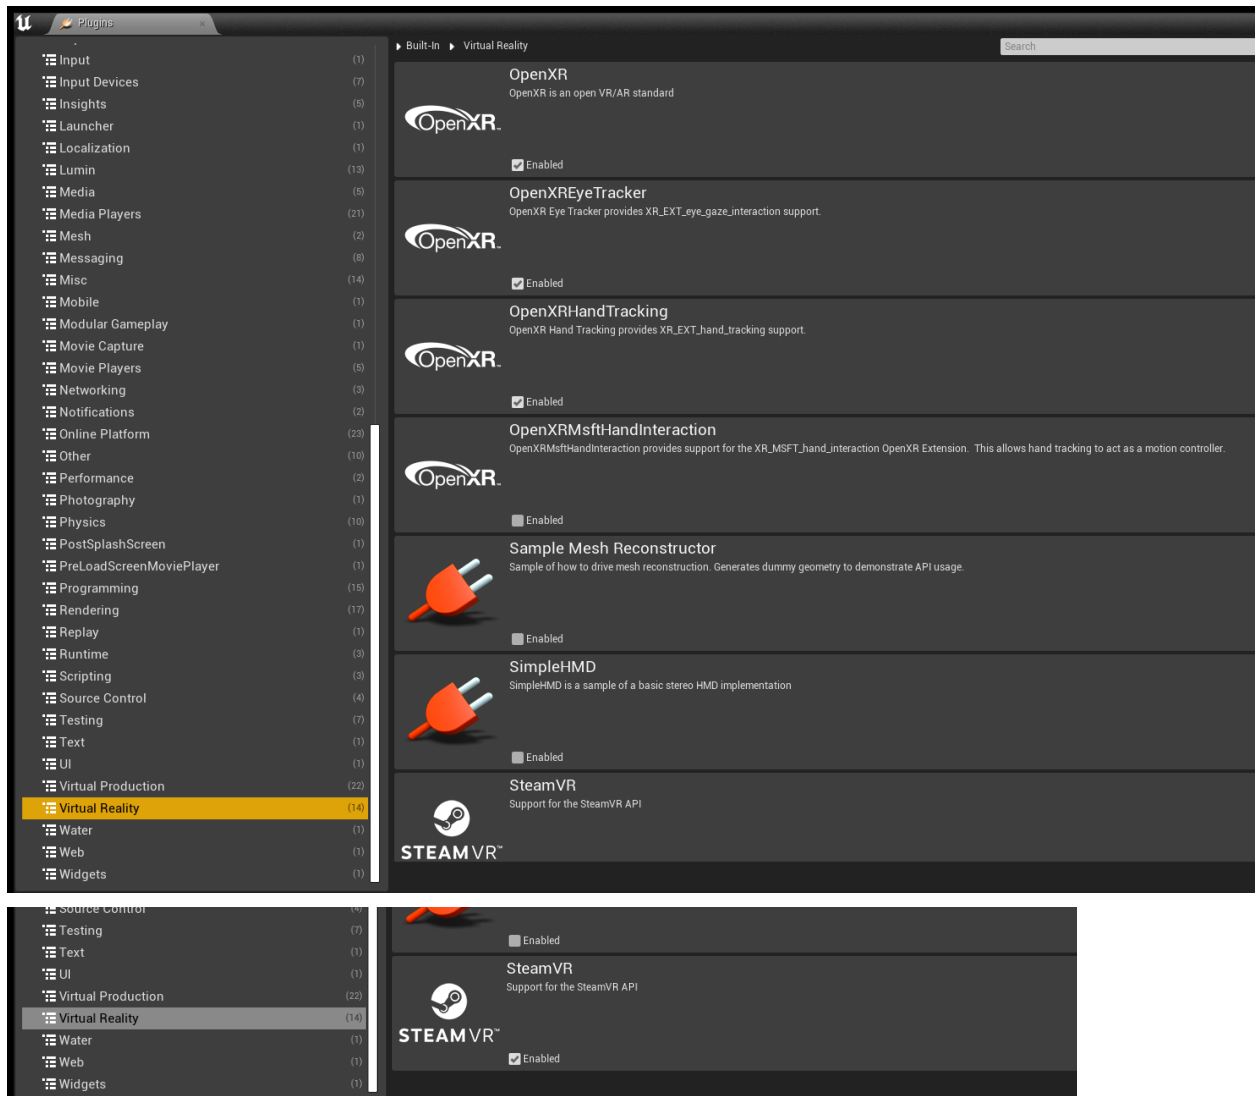 Plugins
Input (1)
Input Devices (7)
Insights (5)
Launcher (1)
Localization (1)
Lumin (13)
Media (5)
Media Players (21)
Mesh (2)
Messaging (8)
Misc (14)
Mobile (1)
Modular Gameplay (1)
Movie Capture (1)
Movie Players (5)
Networking (3)
Notifications (2)
Online Platform (23)
Other (10)
Performance (2)
Photography (1)
Physics (10)
PostSplashScreen (1)
PreLoadScreenMoviePlayer (1)
Programming (15)
Rendering (17)
Replay (1)
Runtime (3)
Scripting (3)
Source Control (4)
Testing (7)
Text (1)
UI (1)
Virtual Production (22)
Virtual Reality (14)
Water (1)
Web (1)
Widgets (1)
Built-In Virtual Reality
Search
OpenXR
OpenXR is an open VR/AR standard
OpenXR™
Enabled
OpenXREyeTracker
OpenXR Eye Tracker provides XR_EXT_eye_gaze_interaction support.
OpenXR™
Enabled
OpenXRHandTracking
OpenXR Hand Tracking provides XR_EXT_hand_tracking support.
OpenXR™
Enabled
OpenXRMsftHandInteraction
OpenXRMsftHandInteraction provides support for the XR_MSFT_hand_interaction OpenXR Extension.  This allows hand tracking to act as a motion controller.
OpenXR™
Enabled
Sample Mesh Reconstructor
Sample of how to drive mesh reconstruction. Generates dummy geometry to demonstrate API usage.
Enabled
SimpleHMD
SimpleHMD is a sample of a basic stereo HMD implementation
Enabled
SteamVR
Support for the SteamVR API
STEAMVR™
Source Control (4)
Testing (7)
Text (1)
UI (1)
Virtual Production (22)
Virtual Reality (14)
Water (1)
Web (1)
Widgets (1)
Enabled
SteamVR
Support for the SteamVR API
STEAMVR™
Enabled